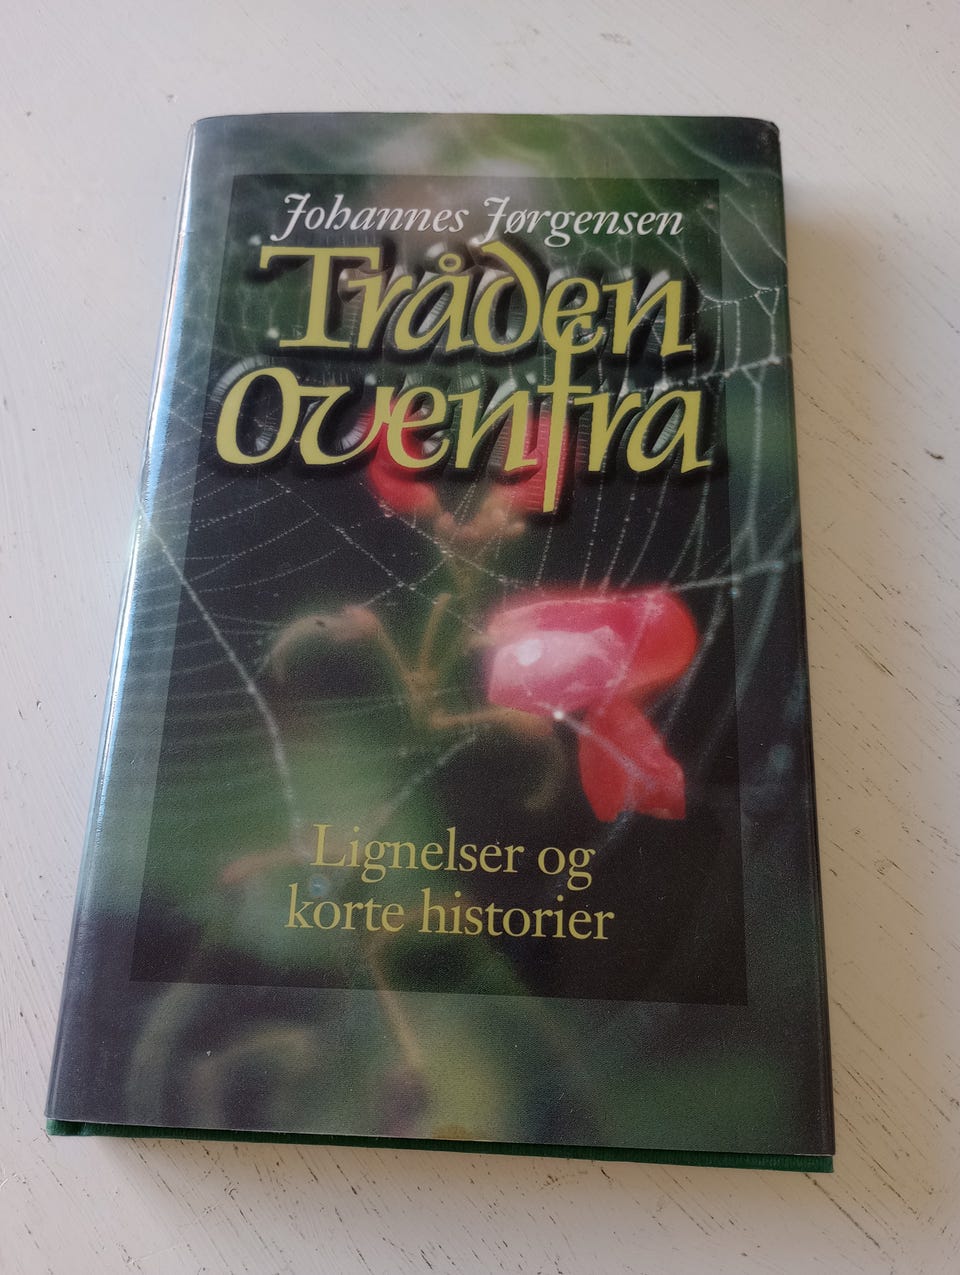 Johannes Jørgensen
Tråden
ovenfra
Lignelser og
korte historier